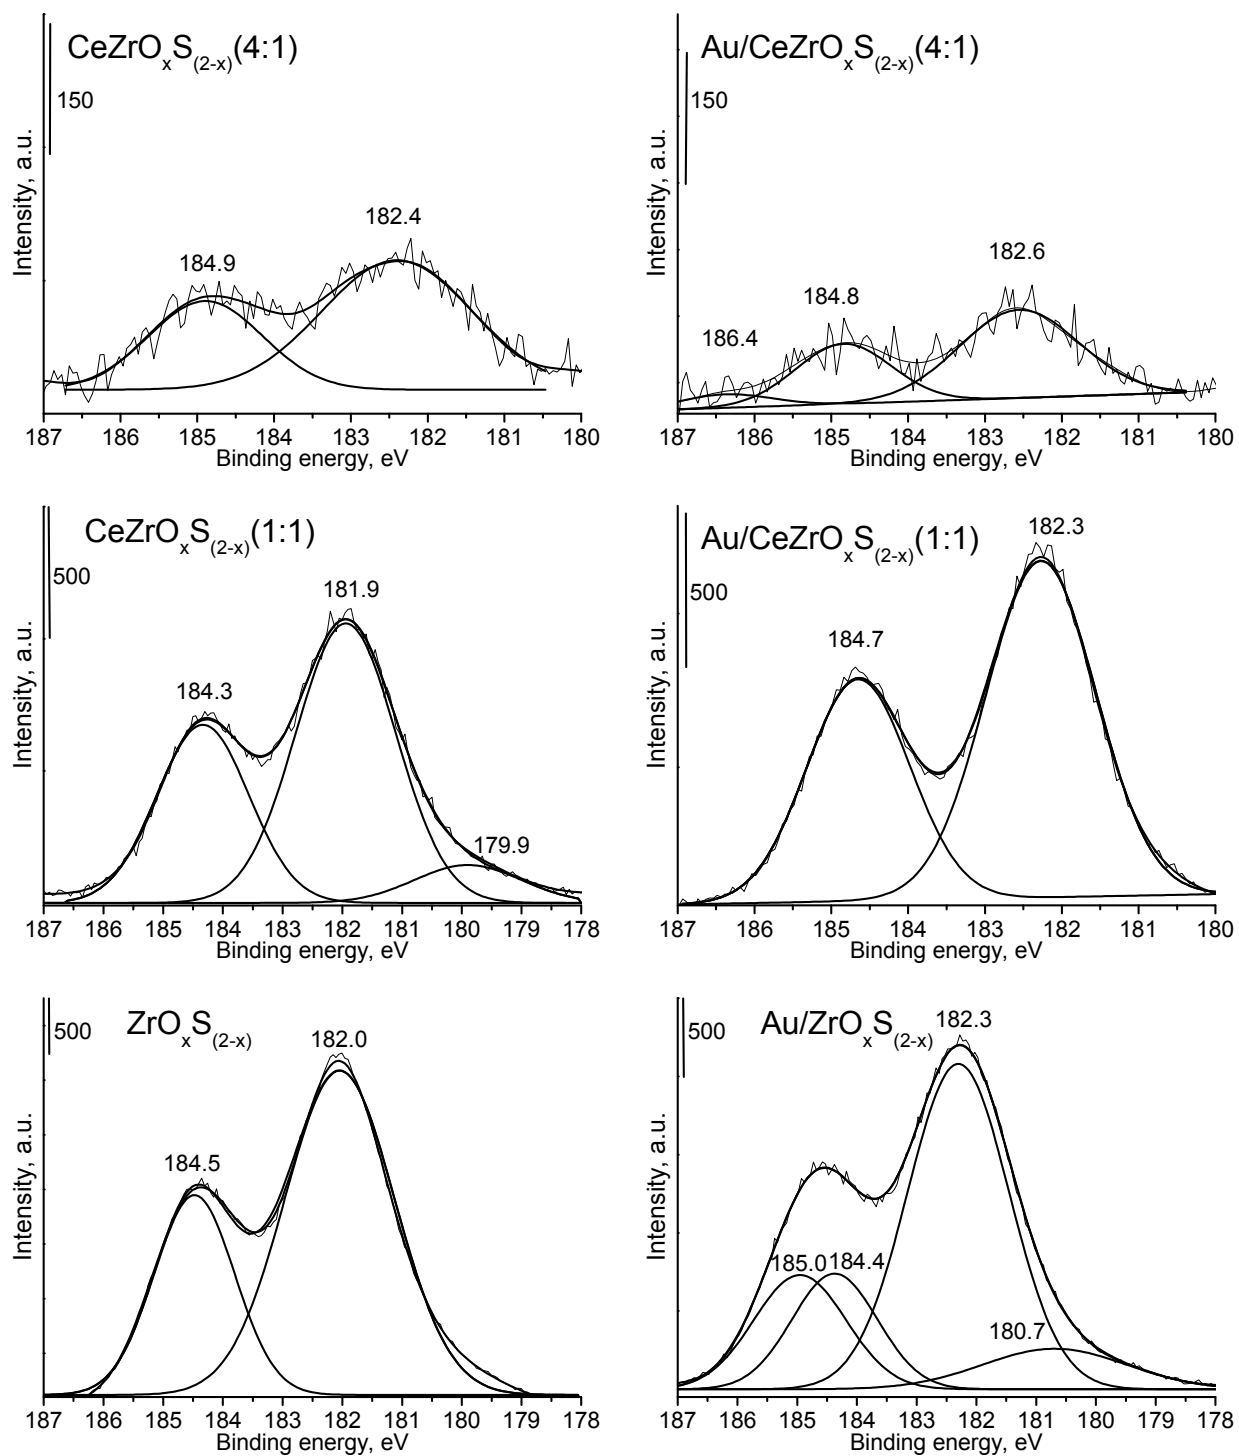 CeZrOxS(2-x)(4:1)
150
Intensity, a.u.
182.4
184.9
187 186 185 184 183 182 181 180
Binding energy, eV
Au/CeZrOxS(2-x)(4:1)
150
Intensity, a.u.
182.6
184.8
186.4
187 186 185 184 183 182 181 180
Binding energy, eV
CeZrOxS(2-x)(1:1)
500
Intensity, a.u.
181.9
184.3
179.9
187 186 185 184 183 182 181 180 179 178
Binding energy, eV
Au/CeZrOxS(2-x)(1:1)
182.3
500
Intensity, a.u.
184.7
187 186 185 184 183 182 181 180
Binding energy, eV
ZrOxS(2-x)
500
Intensity, a.u.
182.0
184.5
187 186 185 184 183 182 181 180 179 178
Binding energy, eV
182.3
Au/ZrOxS(2-x)
500
Intensity, a.u.
185.0 184.4
180.7
187 186 185 184 183 182 181 180 179 178
Binding energy, eV